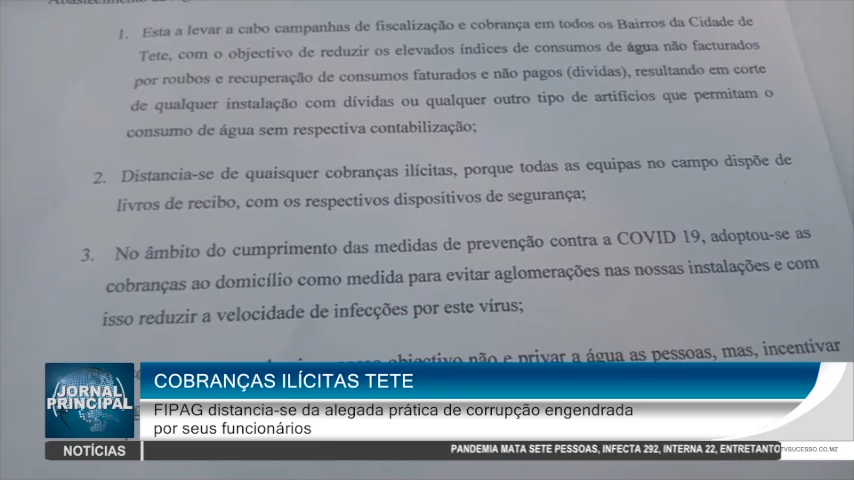 1. Esta a levar a cabo campanhas de fiscalização e cobrança em todos os Bairros da Cidade de
Tete, com o objectivo de reduzir os elevados índices de consumos de água não facturados
por roubos e recuperação de consumos faturados e não pagos (dividas), resultando em corte
de qualquer instalação com dívidas ou qualquer outro tipo de artifícios que permitam o
consumo de água sem respectiva contabilização;
2. Distancia-se de quaisquer cobranças ilícitas, porque todas as equipas no campo dispõe de
livros de recibo, com os respectivos dispositivos de segurança;
3. No âmbito do cumprimento das medidas de prevenção contra a COVID 19, adoptou-se as
cobranças ao domicílio como medida para evitar aglomerações nas nossas instalações e com
isso reduzir a velocidade de infecções por este vírus;
objectivo não e privar a água as pessoas, mas, incentivar
JORNAL
PRINCIPAL
COBRANÇAS ILÍCITAS TETE
FIPAG distancia-se da alegada prática de corrupção engendrada
por seus funcionários
NOTÍCIAS
PANDEMIA MATA SETE PESSOAS, INFECTA 292, INTERNA 22, ENTRETANTO
TVSUCESSO.CO.MZ